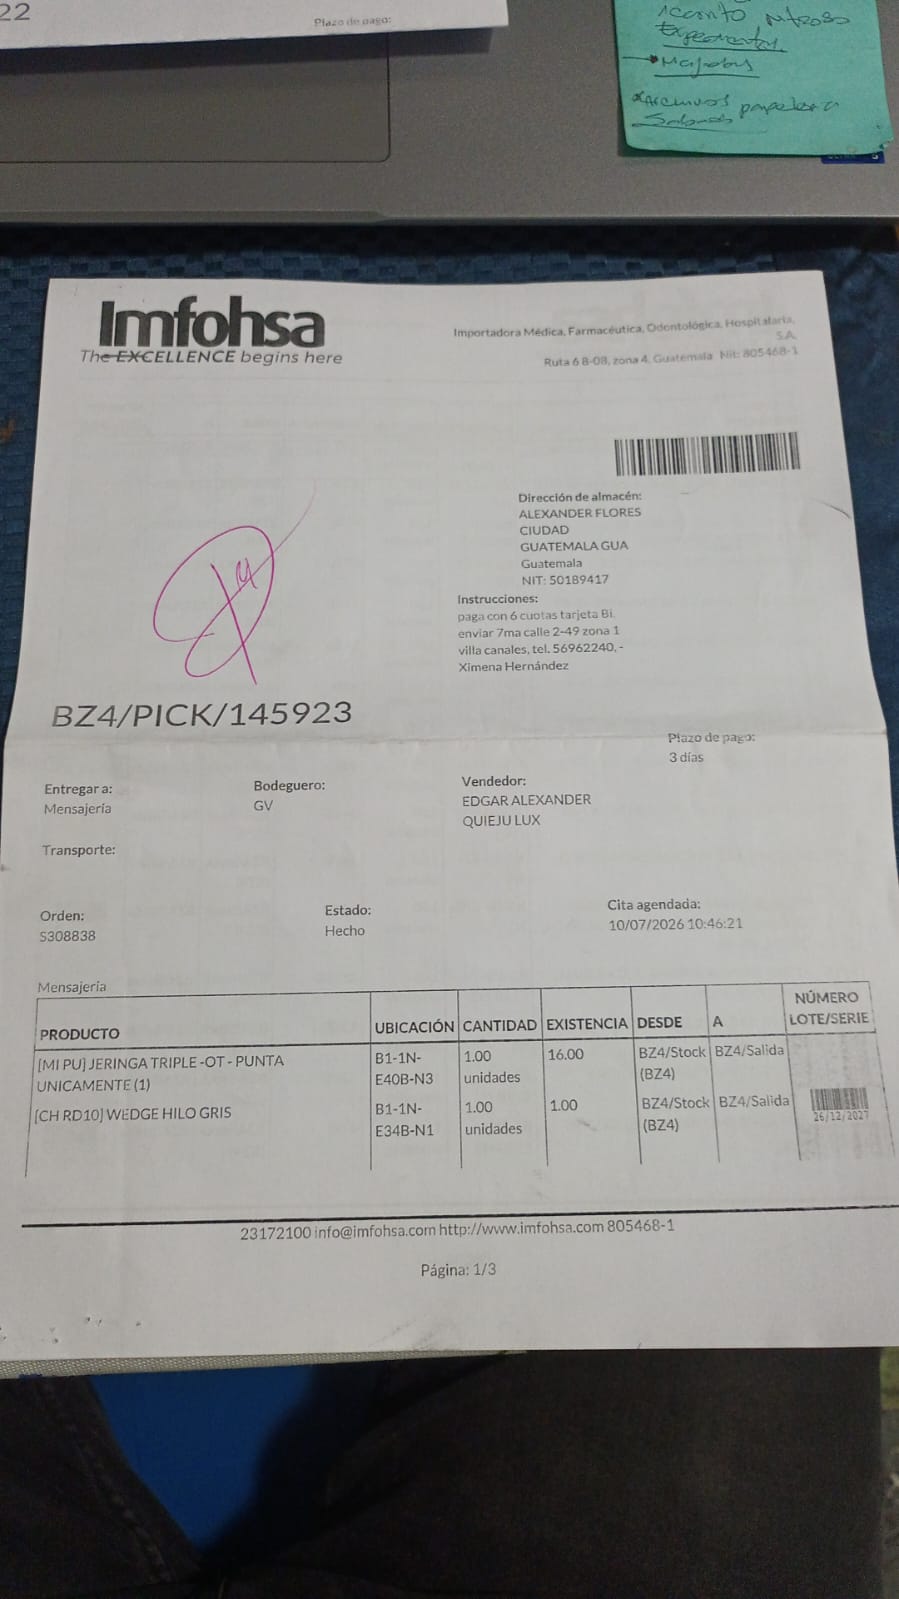 22
Plazo de pago:
Imfohsa
The EXCELLENCE begins here
Importadora Médica, Farmacéutica, Odontológica, Hospitalaria,
S.A.
Ruta 6 8-08, zona 4, Guatemala Nit: 805468-1
Dirección de almacén:
ALEXANDER FLORES
CIUDAD
GUATEMALA GUA
Guatemala
NIT: 50189417
Instrucciones:
paga con 6 cuotas tarjeta Bi.
enviar 7ma calle 2-49 zona 1
villa canales, tel. 56962240, -
Ximena Hernández
BZ4/PICK/145923
Plazo de pago:
3 días
Entregar a:
Mensajería
Bodeguero:
GV
Vendedor:
EDGAR ALEXANDER
QUIEJU LUX
Transporte:
Orden:
S308838
Estado:
Hecho
Cita agendada:
10/07/2026 10:46:21
Mensajería
PRODUCTO UBICACIÓN CANTIDAD EXISTENCIA DESDE A NÚMERO LOTE/SERIE
[MI PU] JERINGA TRIPLE -OT - PUNTA B1-1N- 1.00 16.00 BZ4/Stock BZ4/Salida
UNICAMENTE (1) E40B-N3 unidades (BZ4)
[CH RD10] WEDGE HILO GRIS B1-1N- 1.00 1.00 BZ4/Stock BZ4/Salida
E34B-N1 unidades (BZ4) 26/12/2027
23172100 info@imfohsa.com http://www.imfohsa.com 805468-1
Página: 1/3